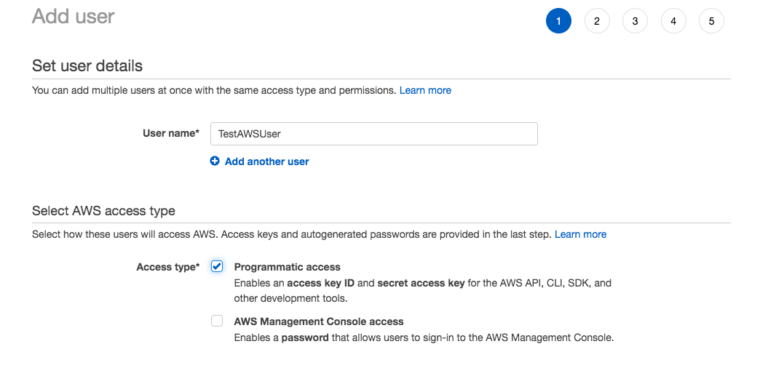 Add user
1 2 3 4 5
Set user details
You can add multiple users at once with the same access type and permissions. Learn more
User name* TestAWSUser
Add another user
Select AWS access type
Select how these users will access AWS. Access keys and autogenerated passwords are provided in the last step. Learn more
Access type* Programmatic access
Enables an access key ID and secret access key for the AWS API, CLI, SDK, and
other development tools.
AWS Management Console access
Enables a password that allows users to sign-in to the AWS Management Console.